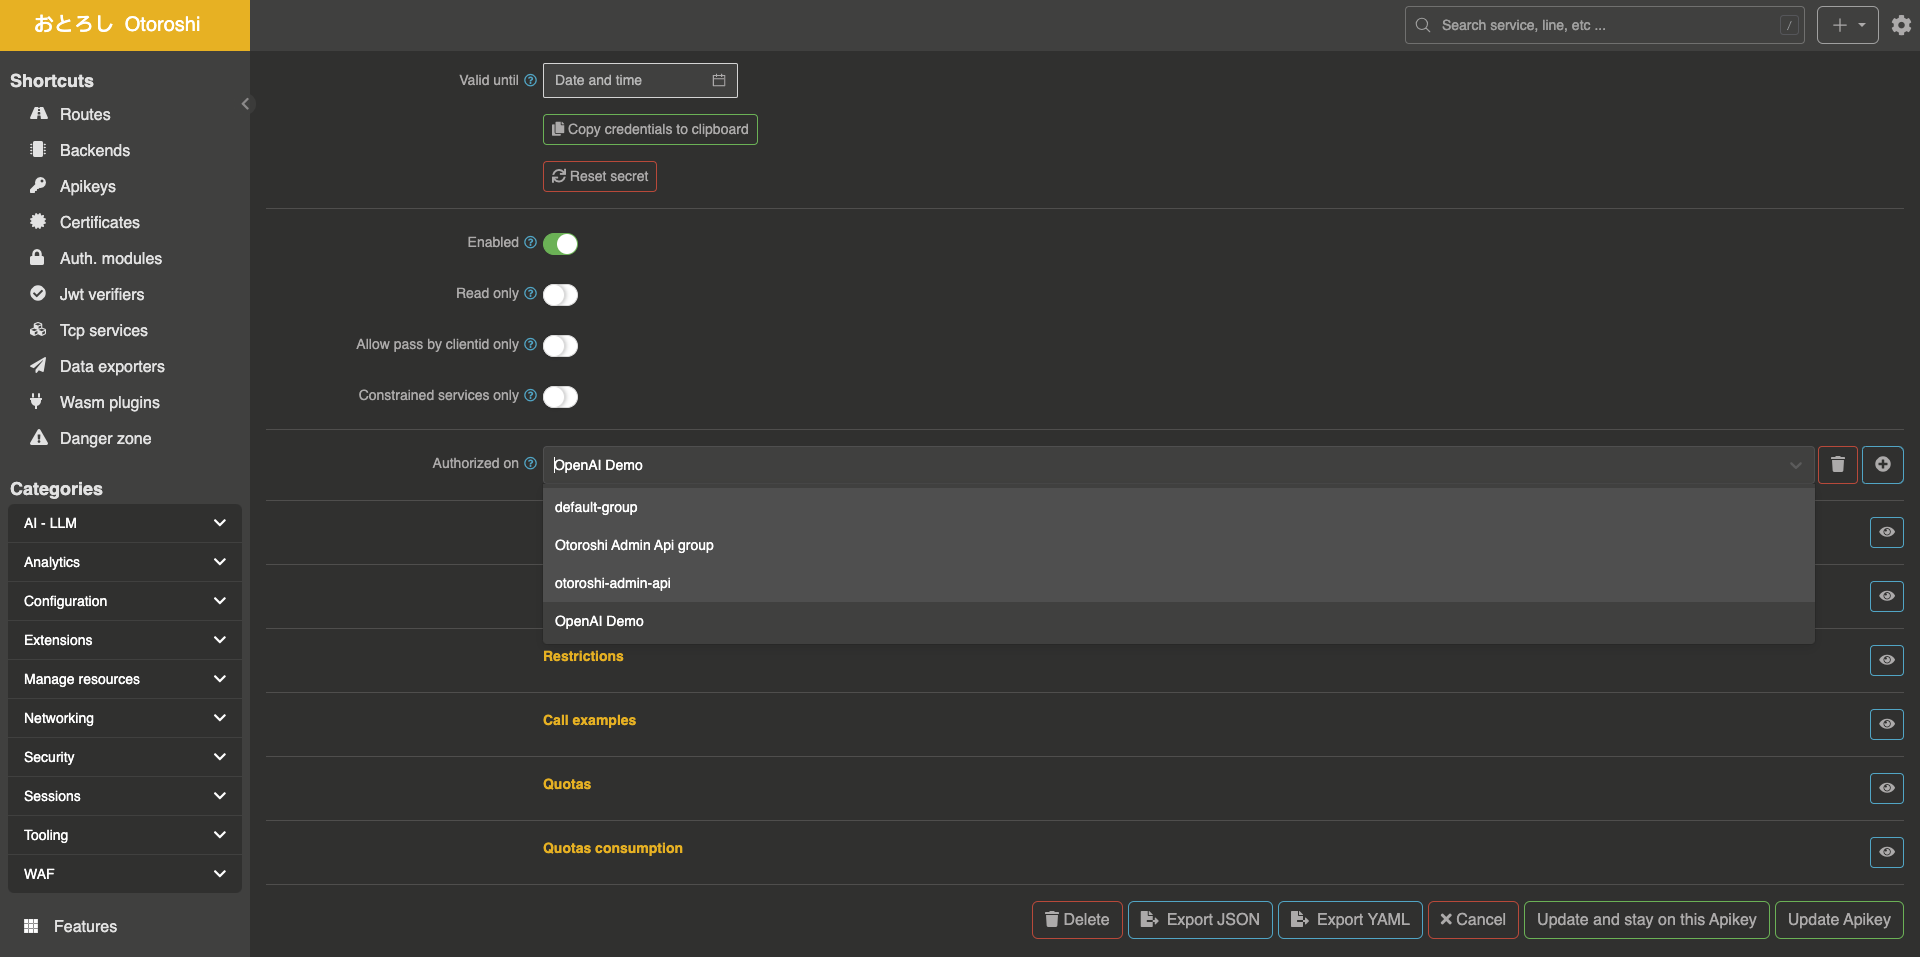 おとろし Otoroshi
Search service, line, etc ... /
Shortcuts
Routes
Backends
Apikeys
Certificates
Auth. modules
Jwt verifiers
Tcp services
Data exporters
Wasm plugins
Danger zone
Categories
AI - LLM
Analytics
Configuration
Extensions
Manage resources
Networking
Security
Sessions
Tooling
WAF
Features
Valid until ? Date and time
Copy credentials to clipboard
Reset secret
Enabled ?
Read only ?
Allow pass by clientid only ?
Constrained services only ?
Authorized on ? OpenAI Demo
default-group
Otoroshi Admin Api group
otoroshi-admin-api
OpenAI Demo
Restrictions
Call examples
Quotas
Quotas consumption
Delete Export JSON Export YAML Cancel Update and stay on this Apikey Update Apikey